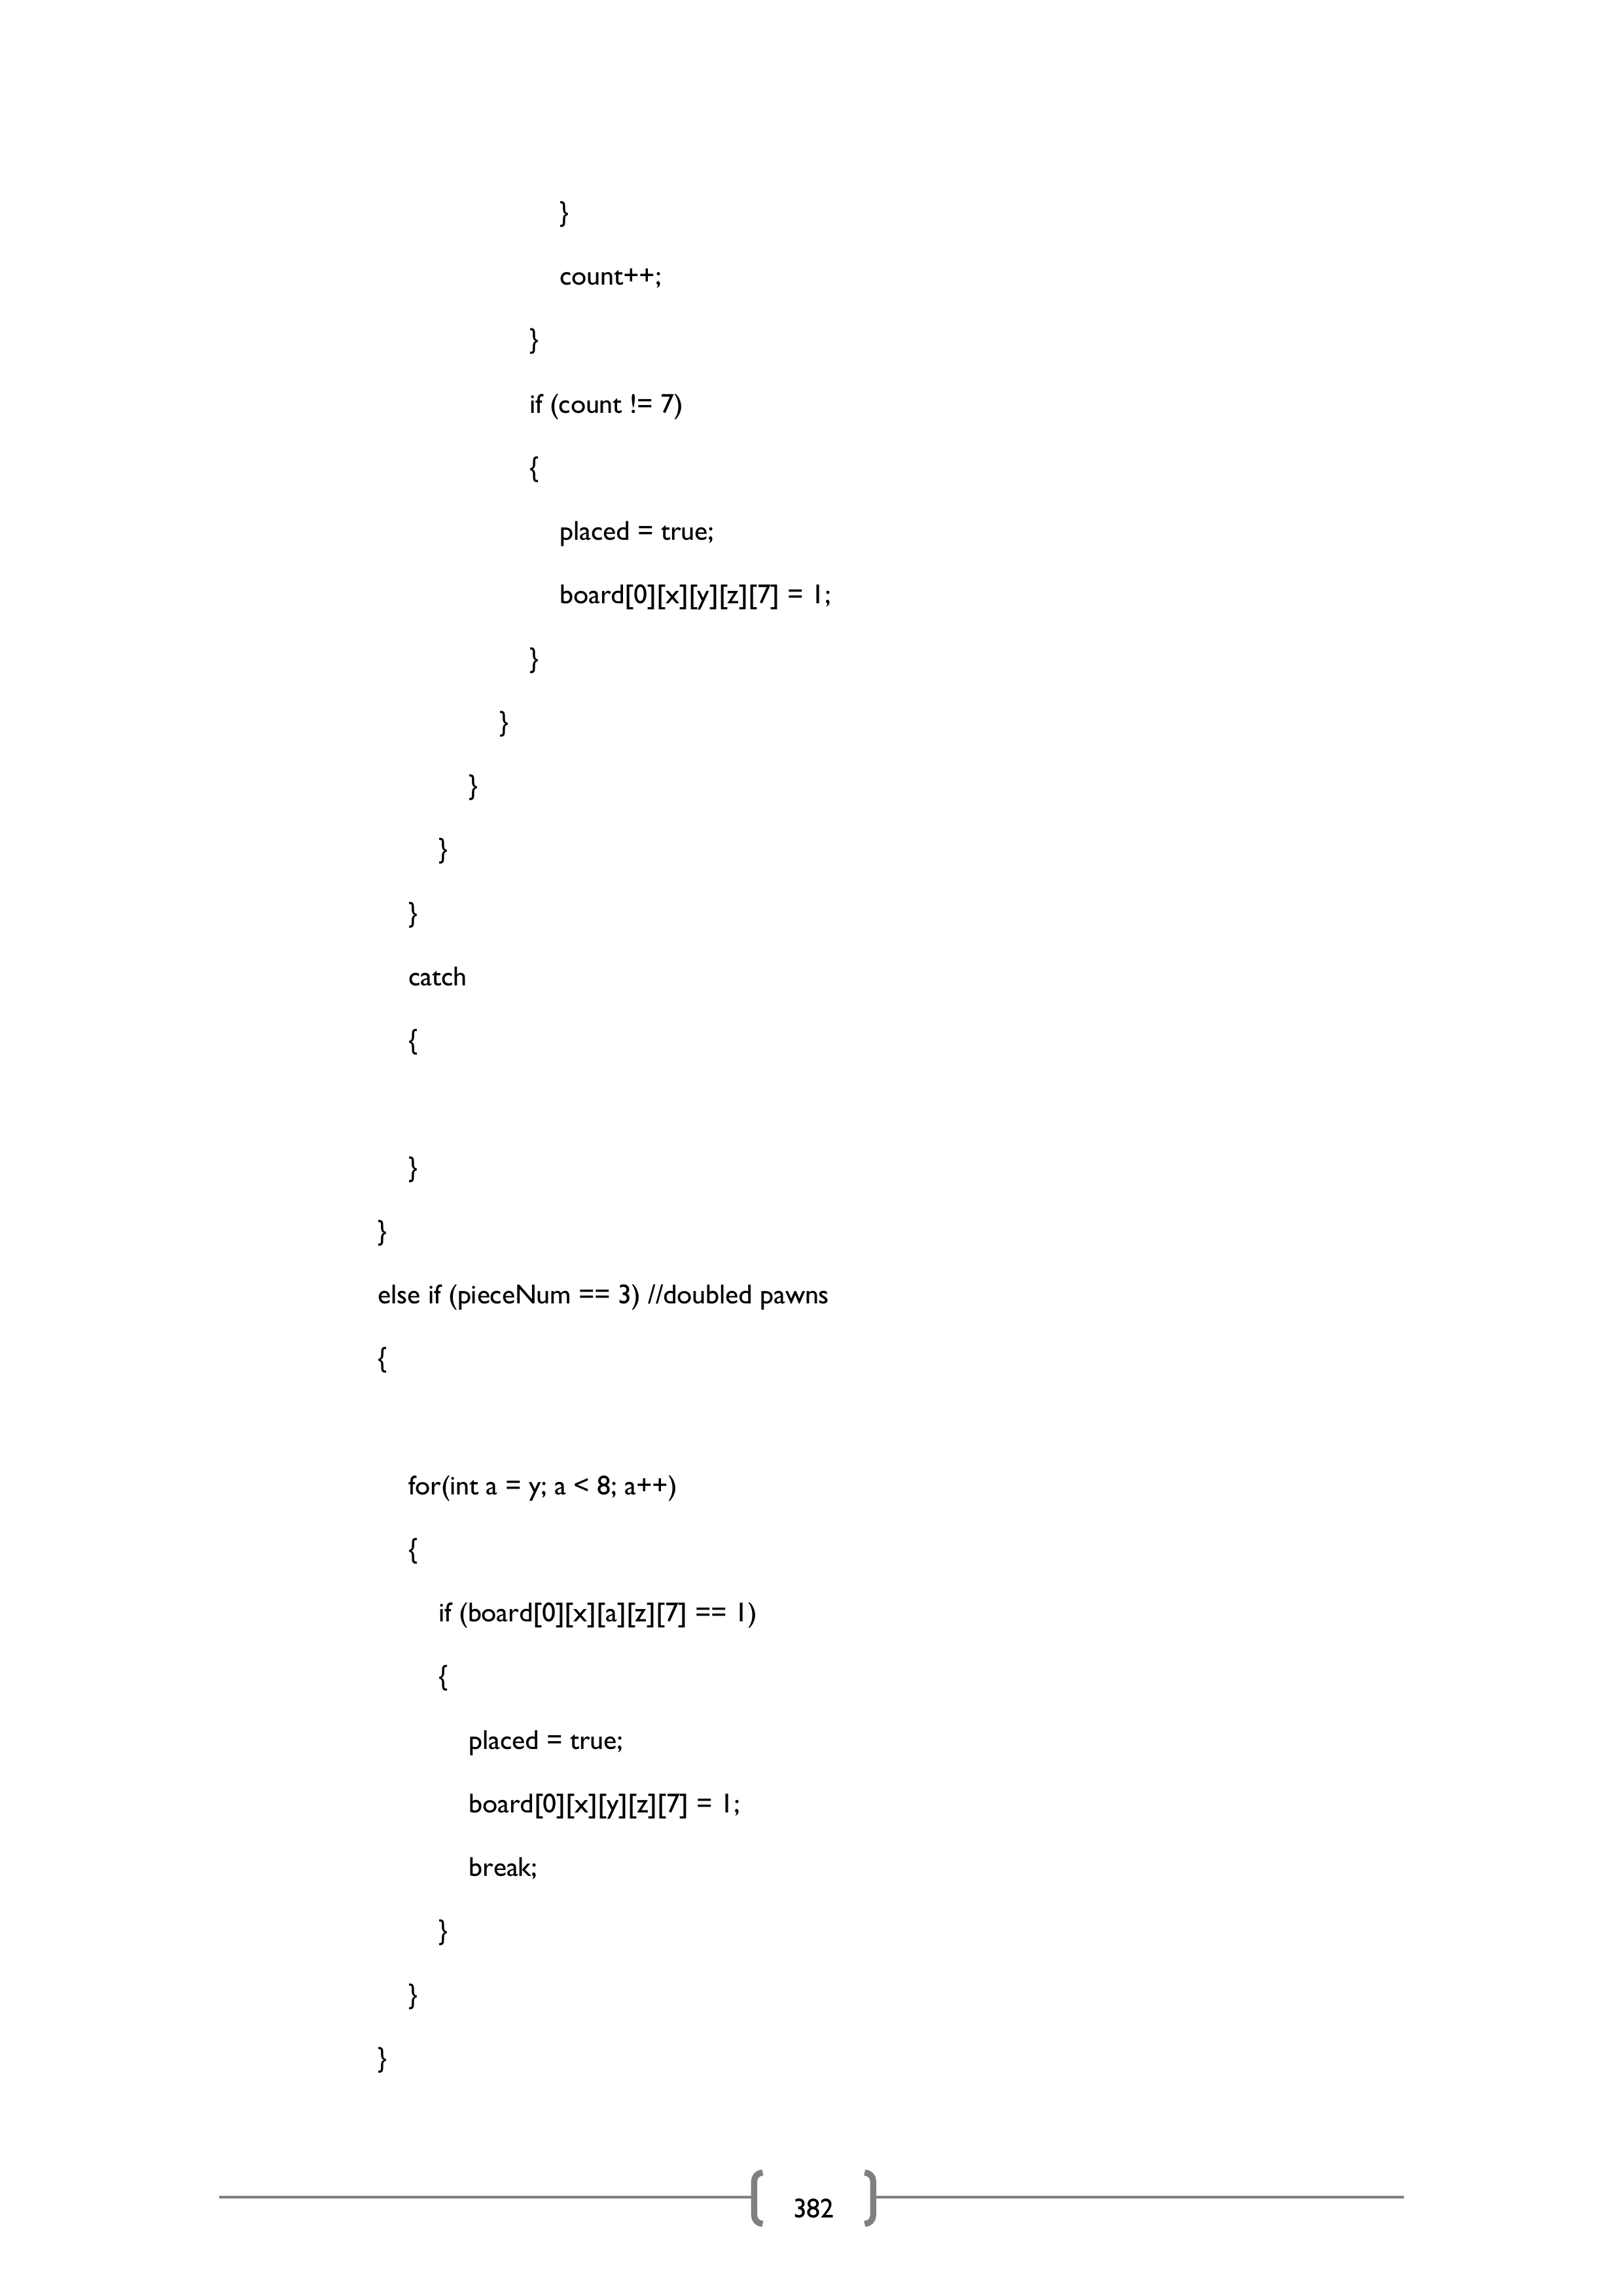 }
count++;
}
if (count != 7)
{
placed = true;
board[0][x][y][z][7] = 1;
}
}
}
}
}
catch
{
}
}
else if (pieceNum == 3) //doubled pawns
{
for(int a = y; a < 8; a++)
{
if (board[0][x][a][z][7] == 1)
{
placed = true;
board[0][x][y][z][7] = 1;
break;
}
}
}
382